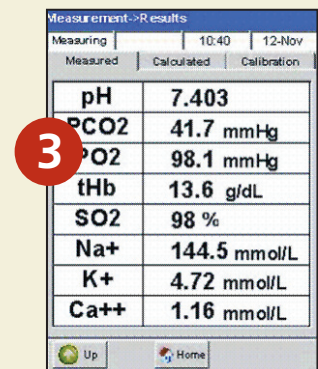 Measurement->Results
Measuring 10:40 12-Nov
Measured Calculated Calibration
pH 7.403
PCO2 41.7 mmHg
3
PO2 98.1 mmHg
tHb 13.6 g/dL
SO2 98 %
Na+ 144.5 mmol/L
K+ 4.72 mmol/L
Ca++ 1.16 mmol/L
Up Home